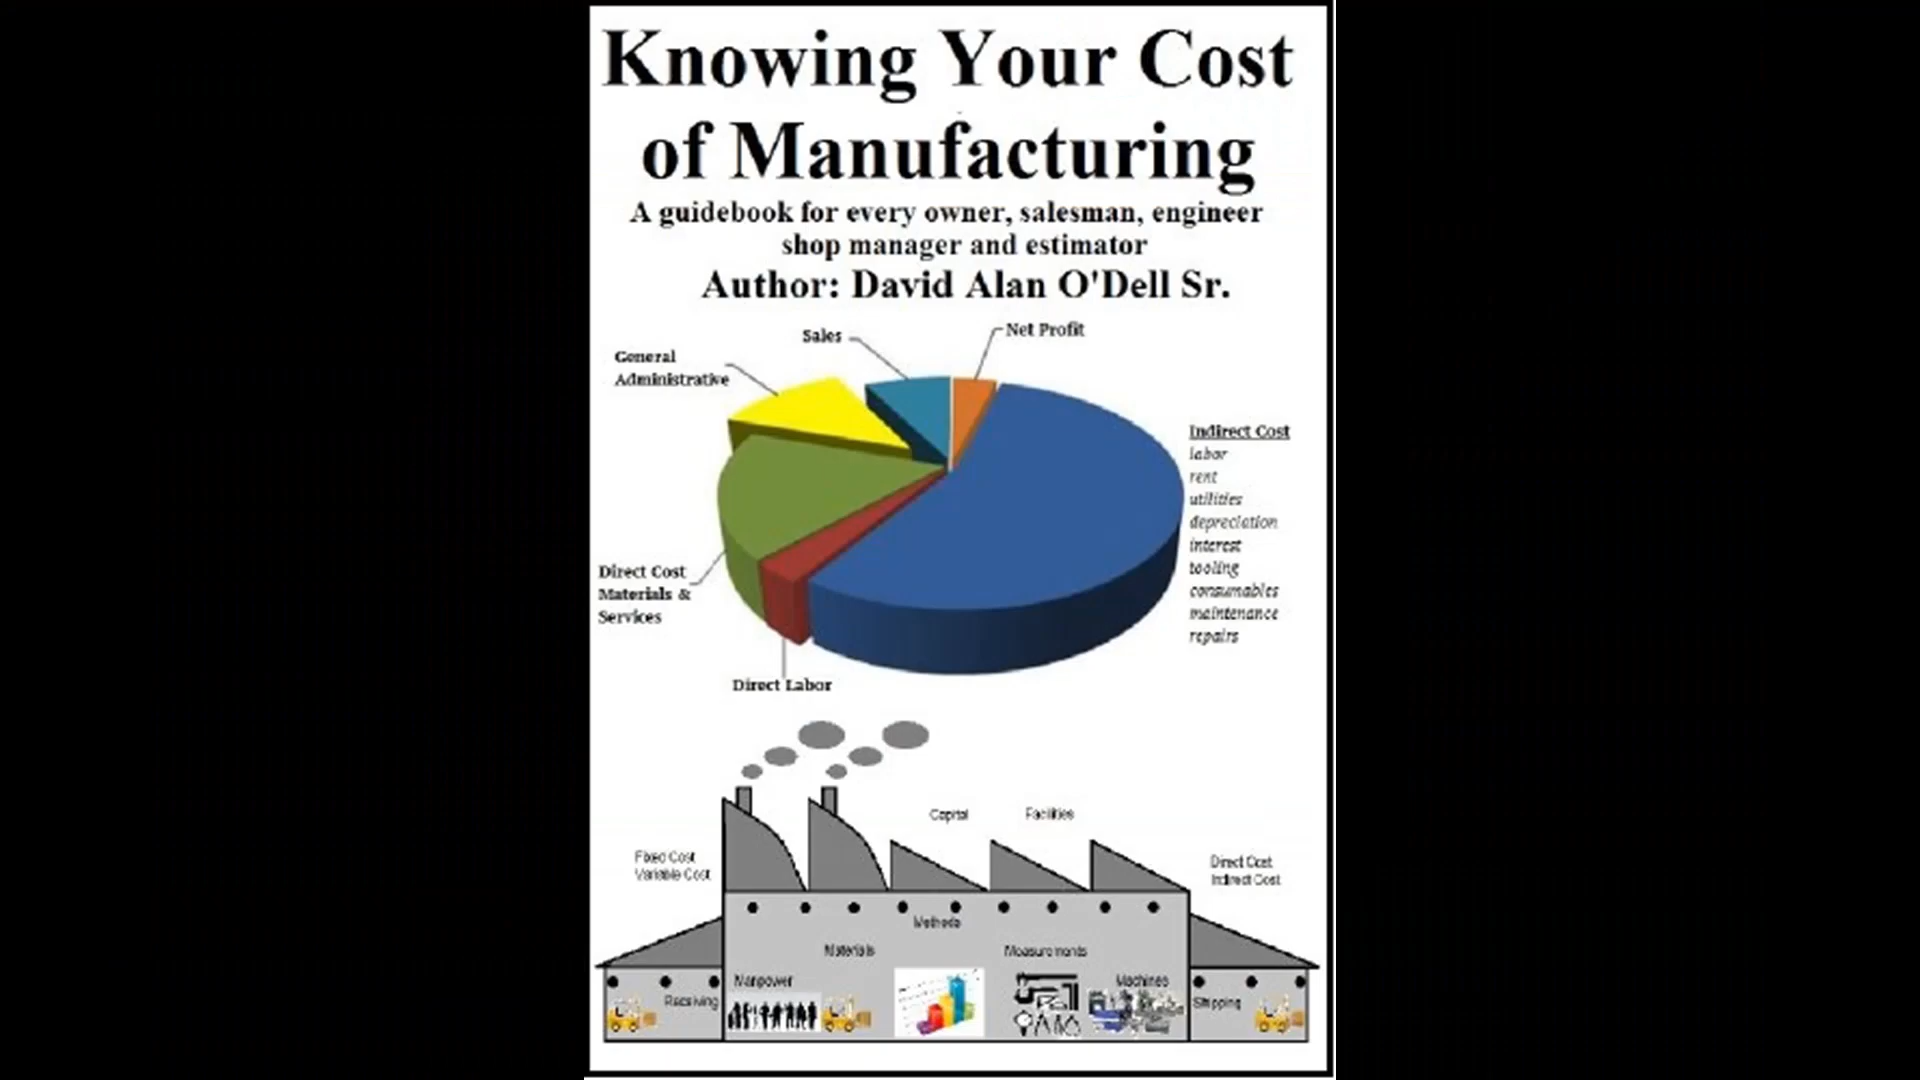 Knowing Your Cost
of Manufacturing
A guidebook for every owner, salesman, engineer
shop manager and estimator
Author: David Alan O'Dell Sr.
Sales
Net Profit
General
Administrative
Indirect Cost
labor
rent
utilities
depreciation
interest
tooling
consumables
maintenance
repairs
Direct Cost
Materials &
Services
Direct Labor
Capital
Facilities
Fixed Cost
Variable Cost
Direct Cost
Indirect Cost
Methods
Materials
Measurements
Manpower
Machines
Receiving
Shipping